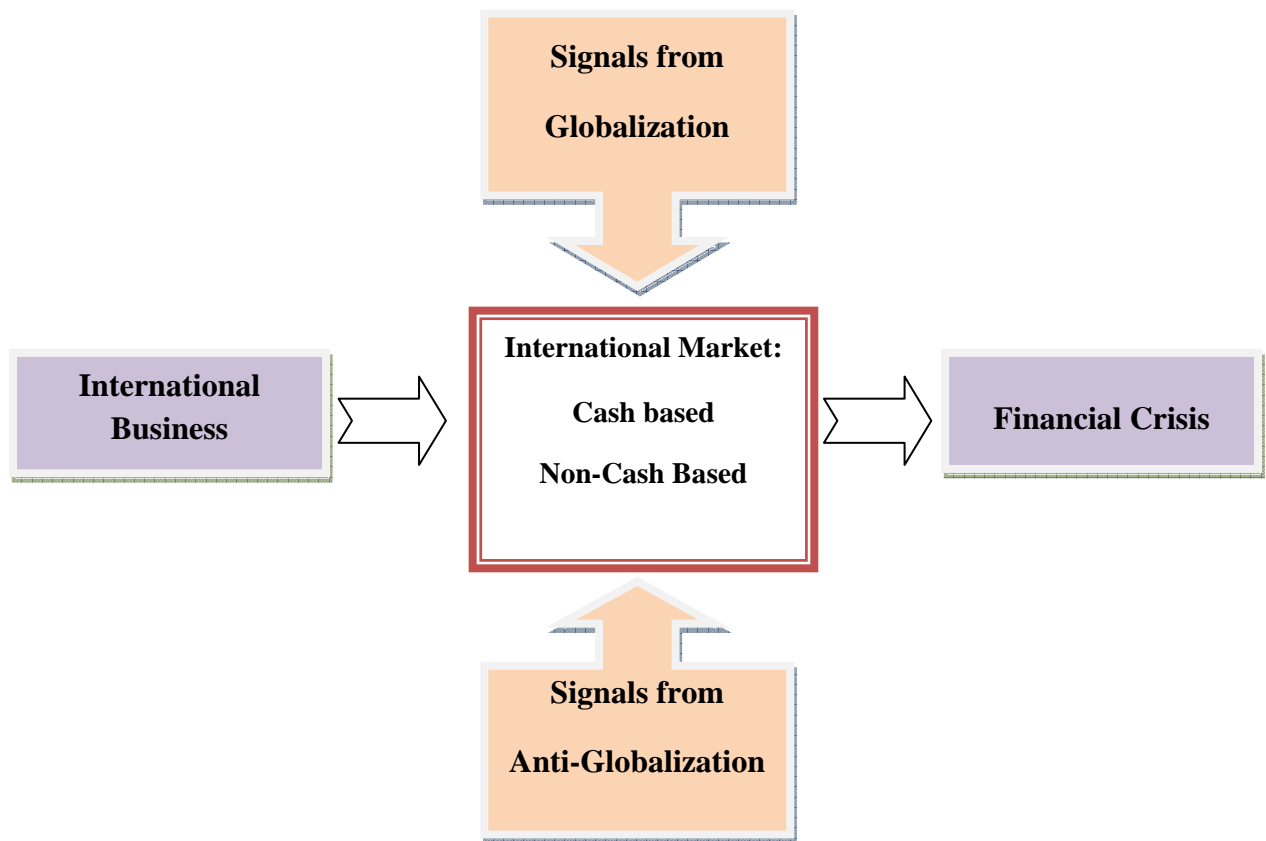 Signals from
Globalization
International Market:
Cash based
Non-Cash Based
International
Business
Financial Crisis
Signals from
Anti-Globalization